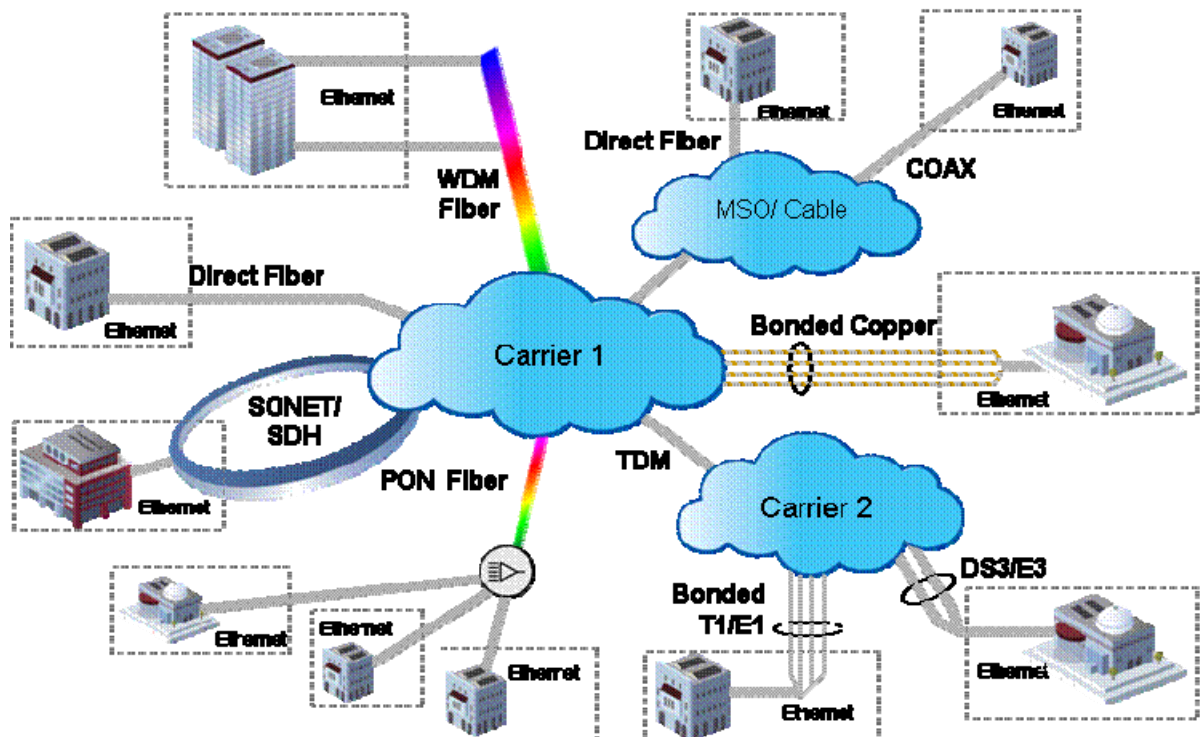 Ethernet
Ethernet
Ethernet
Direct Fiber
COAX
WDM
Fiber
MSO/ Cable
Direct Fiber
Ethernet
Bonded Copper
Carrier 1
Ethernet
SONET/
SDH
TDM
PON Fiber
Ethernet
Carrier 2
DS3/E3
Bonded
T1/E1
Ethernet
Ethernet
Ethernet
Ethernet
Ethernet